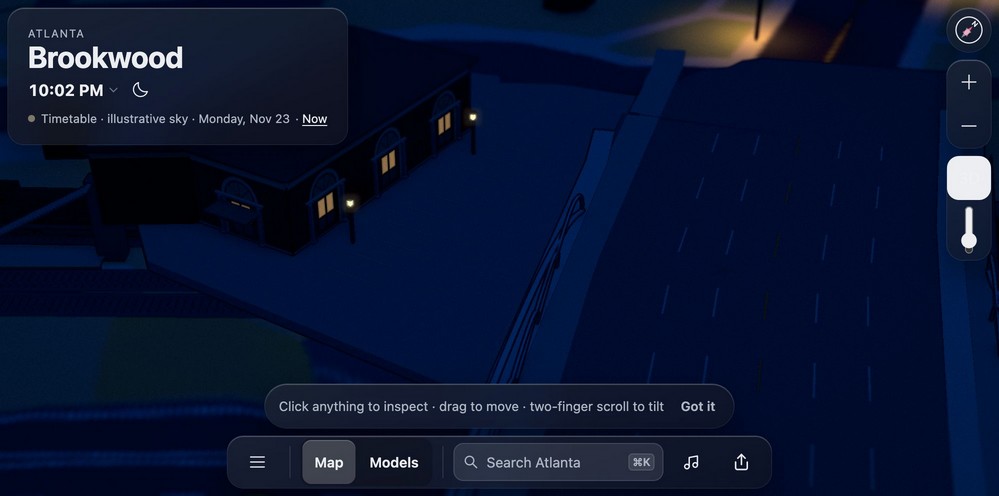 ATLANTA
Brookwood
10:02 PM
Timetable · illustrative sky · Monday, Nov 23 · Now
N
Click anything to inspect · drag to move · two-finger scroll to tilt Got it
Map Models Search Atlanta ⌘K